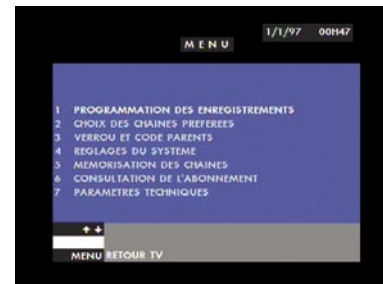 1/1/97 00H47
MENU
1 PROGRAMMATION DES ENREGISTREMENTS
2 CHOIX DES CHAINES PREFEREES
3 VERROU ET CODE PARENTS
4 REGLAGES DU SYSTEME
5 MEMORISATION DES CHAINES
6 CONSULTATION DE L'ABONNEMENT
7 PARAMETRES TECHNIQUES
MENU RETOUR TV